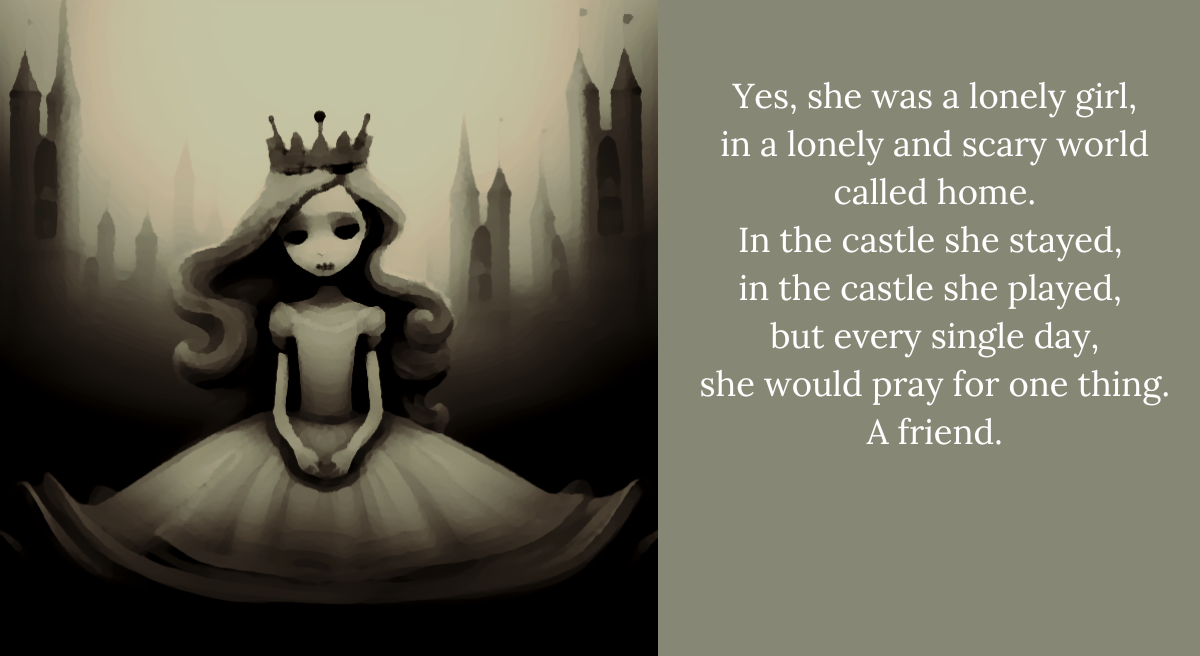 Yes, she was a lonely girl,
in a lonely and scary world
called home.
In the castle she stayed,
in the castle she played,
but every single day,
she would pray for one thing.
A friend.